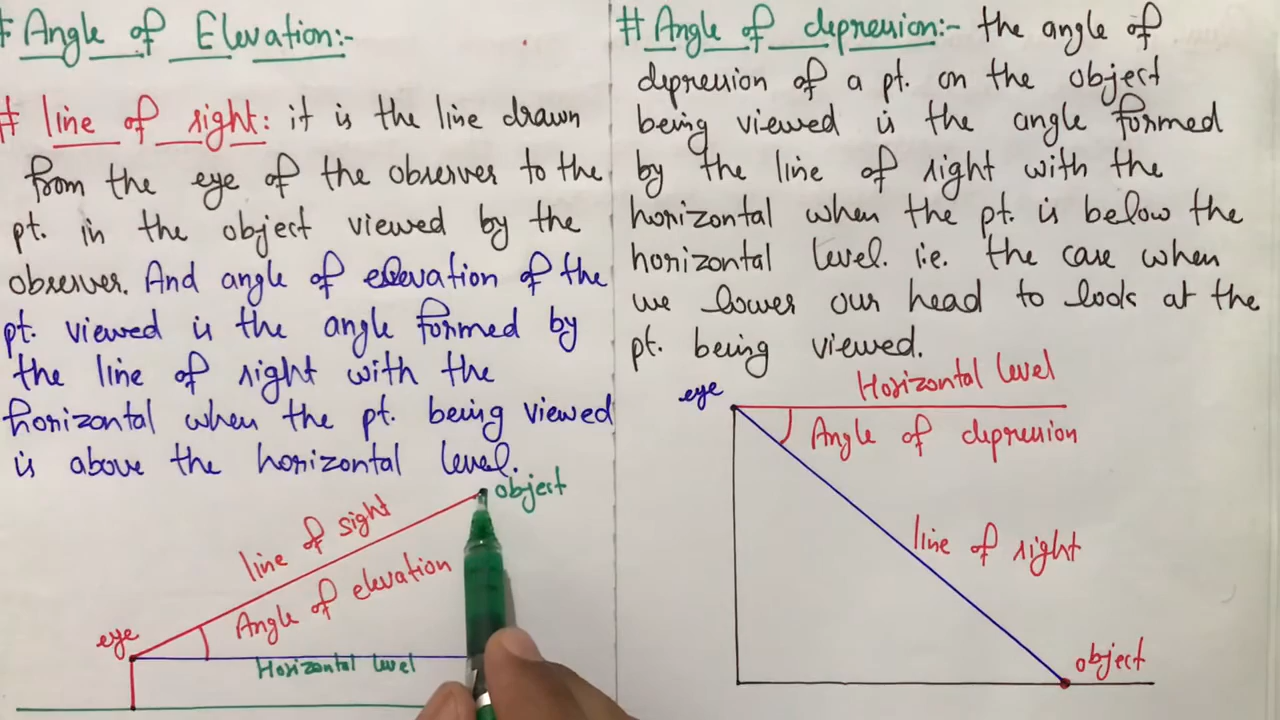 # Angle of Elevation:-
# line of sight: it is the line drawn
from the eye of the observer to the
pt. in the object viewed by the
observer. And angle of elevation of the
pt. viewed is the angle formed by
the line of sight with the
horizontal when the pt. being viewed
is above the horizontal level.
object
line of sight
Angle of elevation
eye
Horizontal level
# Angle of depression:- the angle of
depression of a pt. on the object
being viewed is the angle formed
by the line of sight with the
horizontal when the pt. is below the
horizontal level. i.e. the case when
we lower our head to look at the
pt. being viewed.
Horizontal level
eye
Angle of depression
line of sight
object